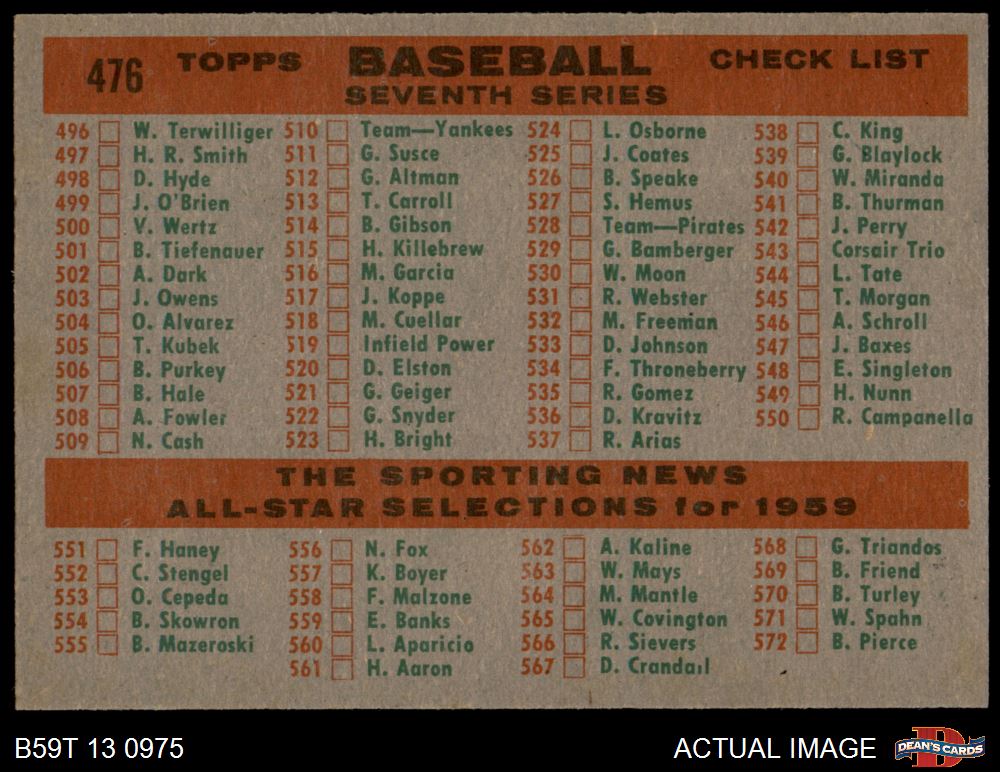 476 TOPPS BASEBALL CHECK LIST
SEVENTH SERIES
496 W. Terwilliger
497 H. R. Smith
498 D. Hyde
499 J. O'Brien
500 V. Wertz
501 B. Tiefenauer
502 A. Dark
503 J. Owens
504 O. Alvarez
505 T. Kubek
506 B. Purkey
507 B. Hale
508 A. Fowler
509 N. Cash
510 Team—Yankees
511 G. Susce
512 G. Altman
513 T. Carroll
514 B. Gibson
515 H. Killebrew
516 M. Garcia
517 J. Koppe
518 M. Cuellar
519 Infield Power
520 D. Elston
521 G. Geiger
522 G. Snyder
523 H. Bright
524 L. Osborne
525 J. Coates
526 B. Speake
527 S. Hemus
528 Team—Pirates
529 G. Bamberger
530 W. Moon
531 R. Webster
532 M. Freeman
533 D. Johnson
534 F. Throneberry
535 R. Gomez
536 D. Kravitz
537 R. Arias
538 C. King
539 G. Blaylock
540 W. Miranda
541 B. Thurman
542 J. Perry
543 Corsair Trio
544 L. Tate
545 T. Morgan
546 A. Schroll
547 J. Baxes
548 E. Singleton
549 H. Nunn
550 R. Campanella
THE SPORTING NEWS
ALL-STAR SELECTIONS for 1959
551 F. Haney
552 C. Stengel
553 O. Cepeda
554 B. Skowron
555 B. Mazeroski
556 N. Fox
557 K. Boyer
558 F. Malzone
559 E. Banks
560 L. Aparicio
561 H. Aaron
562 A. Kaline
563 W. Mays
564 M. Mantle
565 W. Covington
566 R. Sievers
567 D. Crandall
568 G. Triandos
569 B. Friend
570 B. Turley
571 W. Spahn
572 B. Pierce
B59T 13 0975 ACTUAL IMAGE D DEAN'S CARDS